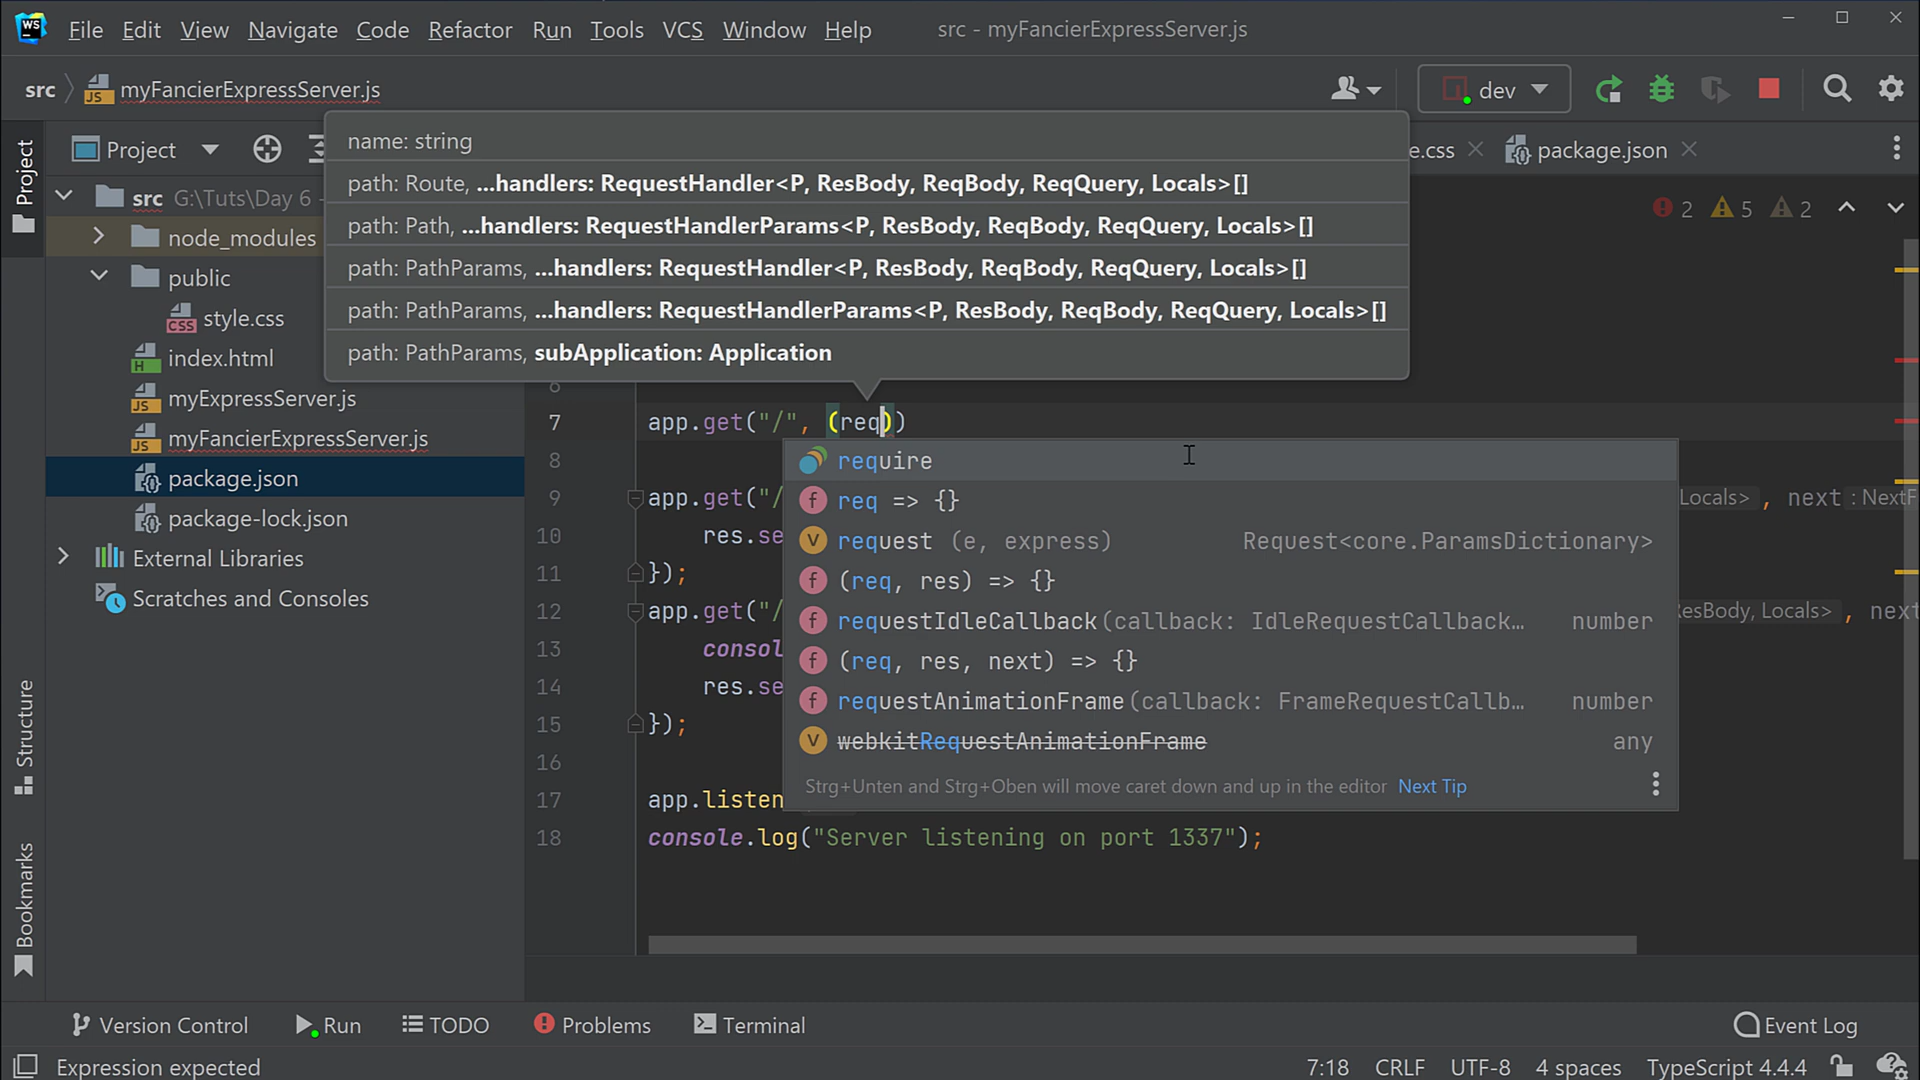 WS File Edit View Navigate Code Refactor Run Tools VCS Window Help src - myFancierExpressServer.js
src JS myFancierExpressServer.js dev
name: string
path: Route, ...handlers: RequestHandler<P, ResBody, ReqBody, ReqQuery, Locals>[]
path: Path, ...handlers: RequestHandlerParams<P, ResBody, ReqBody, ReqQuery, Locals>[]
path: PathParams, ...handlers: RequestHandler<P, ResBody, ReqBody, ReqQuery, Locals>[]
path: PathParams, ...handlers: RequestHandlerParams<P, ResBody, ReqBody, ReqQuery, Locals>[]
path: PathParams, subApplication: Application
Project
Project
e.css package.json
2 5 2
src G:\Tuts\Day 6 -
node_modules
public
CSS style.css
H index.html
JS myExpressServer.js
JS myFancierExpressServer.js
package.json
package-lock.json
External Libraries
Scratches and Consoles
Structure
Bookmarks
6
7 app.get("/", (req))
8
9 app.get("/ Locals> , next : NextF
10 res.se
11 });
12 app.get("/ ResBody, Locals> , next
13 consol
14 res.se
15 });
16
17 app.listen
18 console.log("Server listening on port 1337");
require
f req => {}
V request (e, express) Request<core.ParamsDictionary>
f (req, res) => {}
f requestIdleCallback(callback: IdleRequestCallback… number
f (req, res, next) => {}
f requestAnimationFrame(callback: FrameRequestCallb… number
V webkitRequestAnimationFrame any
Strg+Unten and Strg+Oben will move caret down and up in the editor Next Tip
Version Control Run TODO Problems Terminal Event Log
Expression expected 7:18 CRLF UTF-8 4 spaces TypeScript 4.4.4